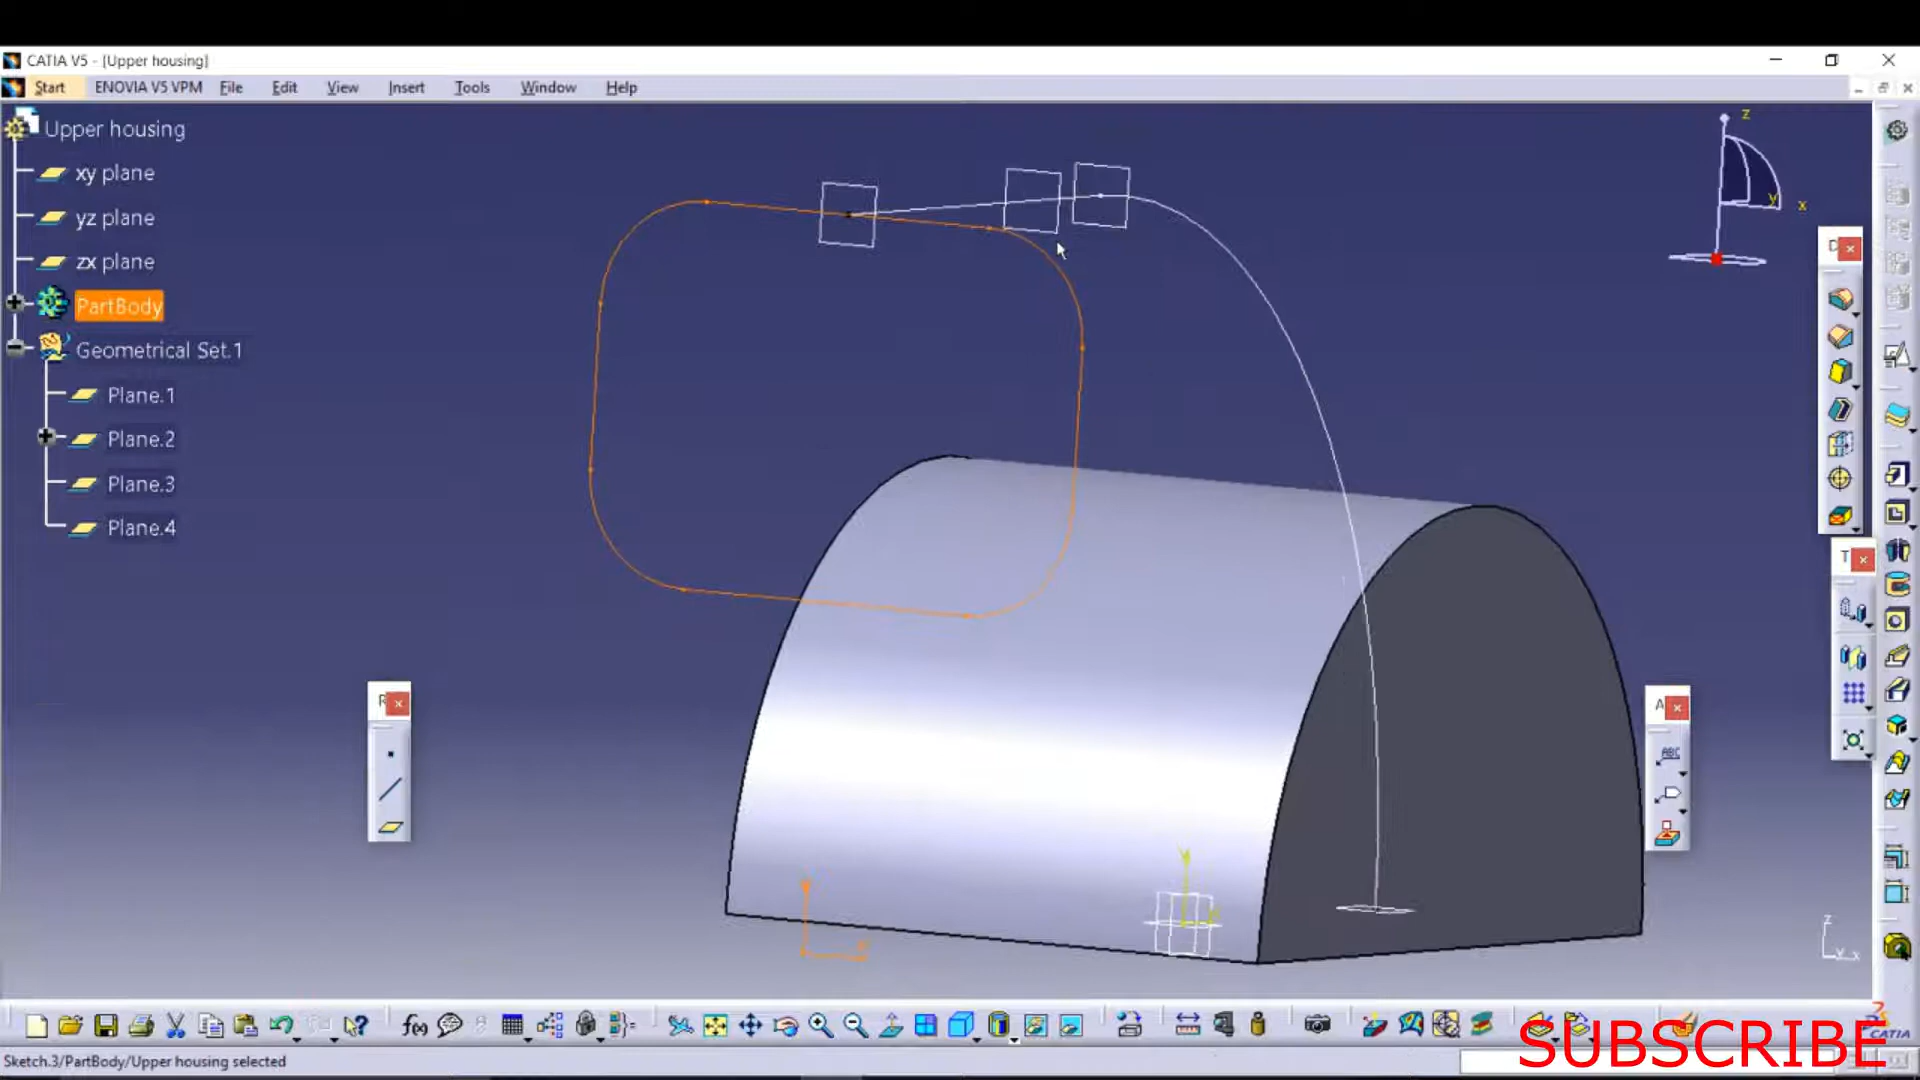 CATIA V5 - [Upper housing]
Start ENOVIA V5 VPM File Edit View Insert Tools Window Help
Upper housing
xy plane
yz plane
zx plane
PartBody
Geometrical Set.1
Plane.1
Plane.2
Plane.3
Plane.4
z
y
x
D
T
R
A
ABC
y
z
y x
f(x)
SUBSCRIBE
CATIA
Sketch.3/PartBody/Upper housing selected